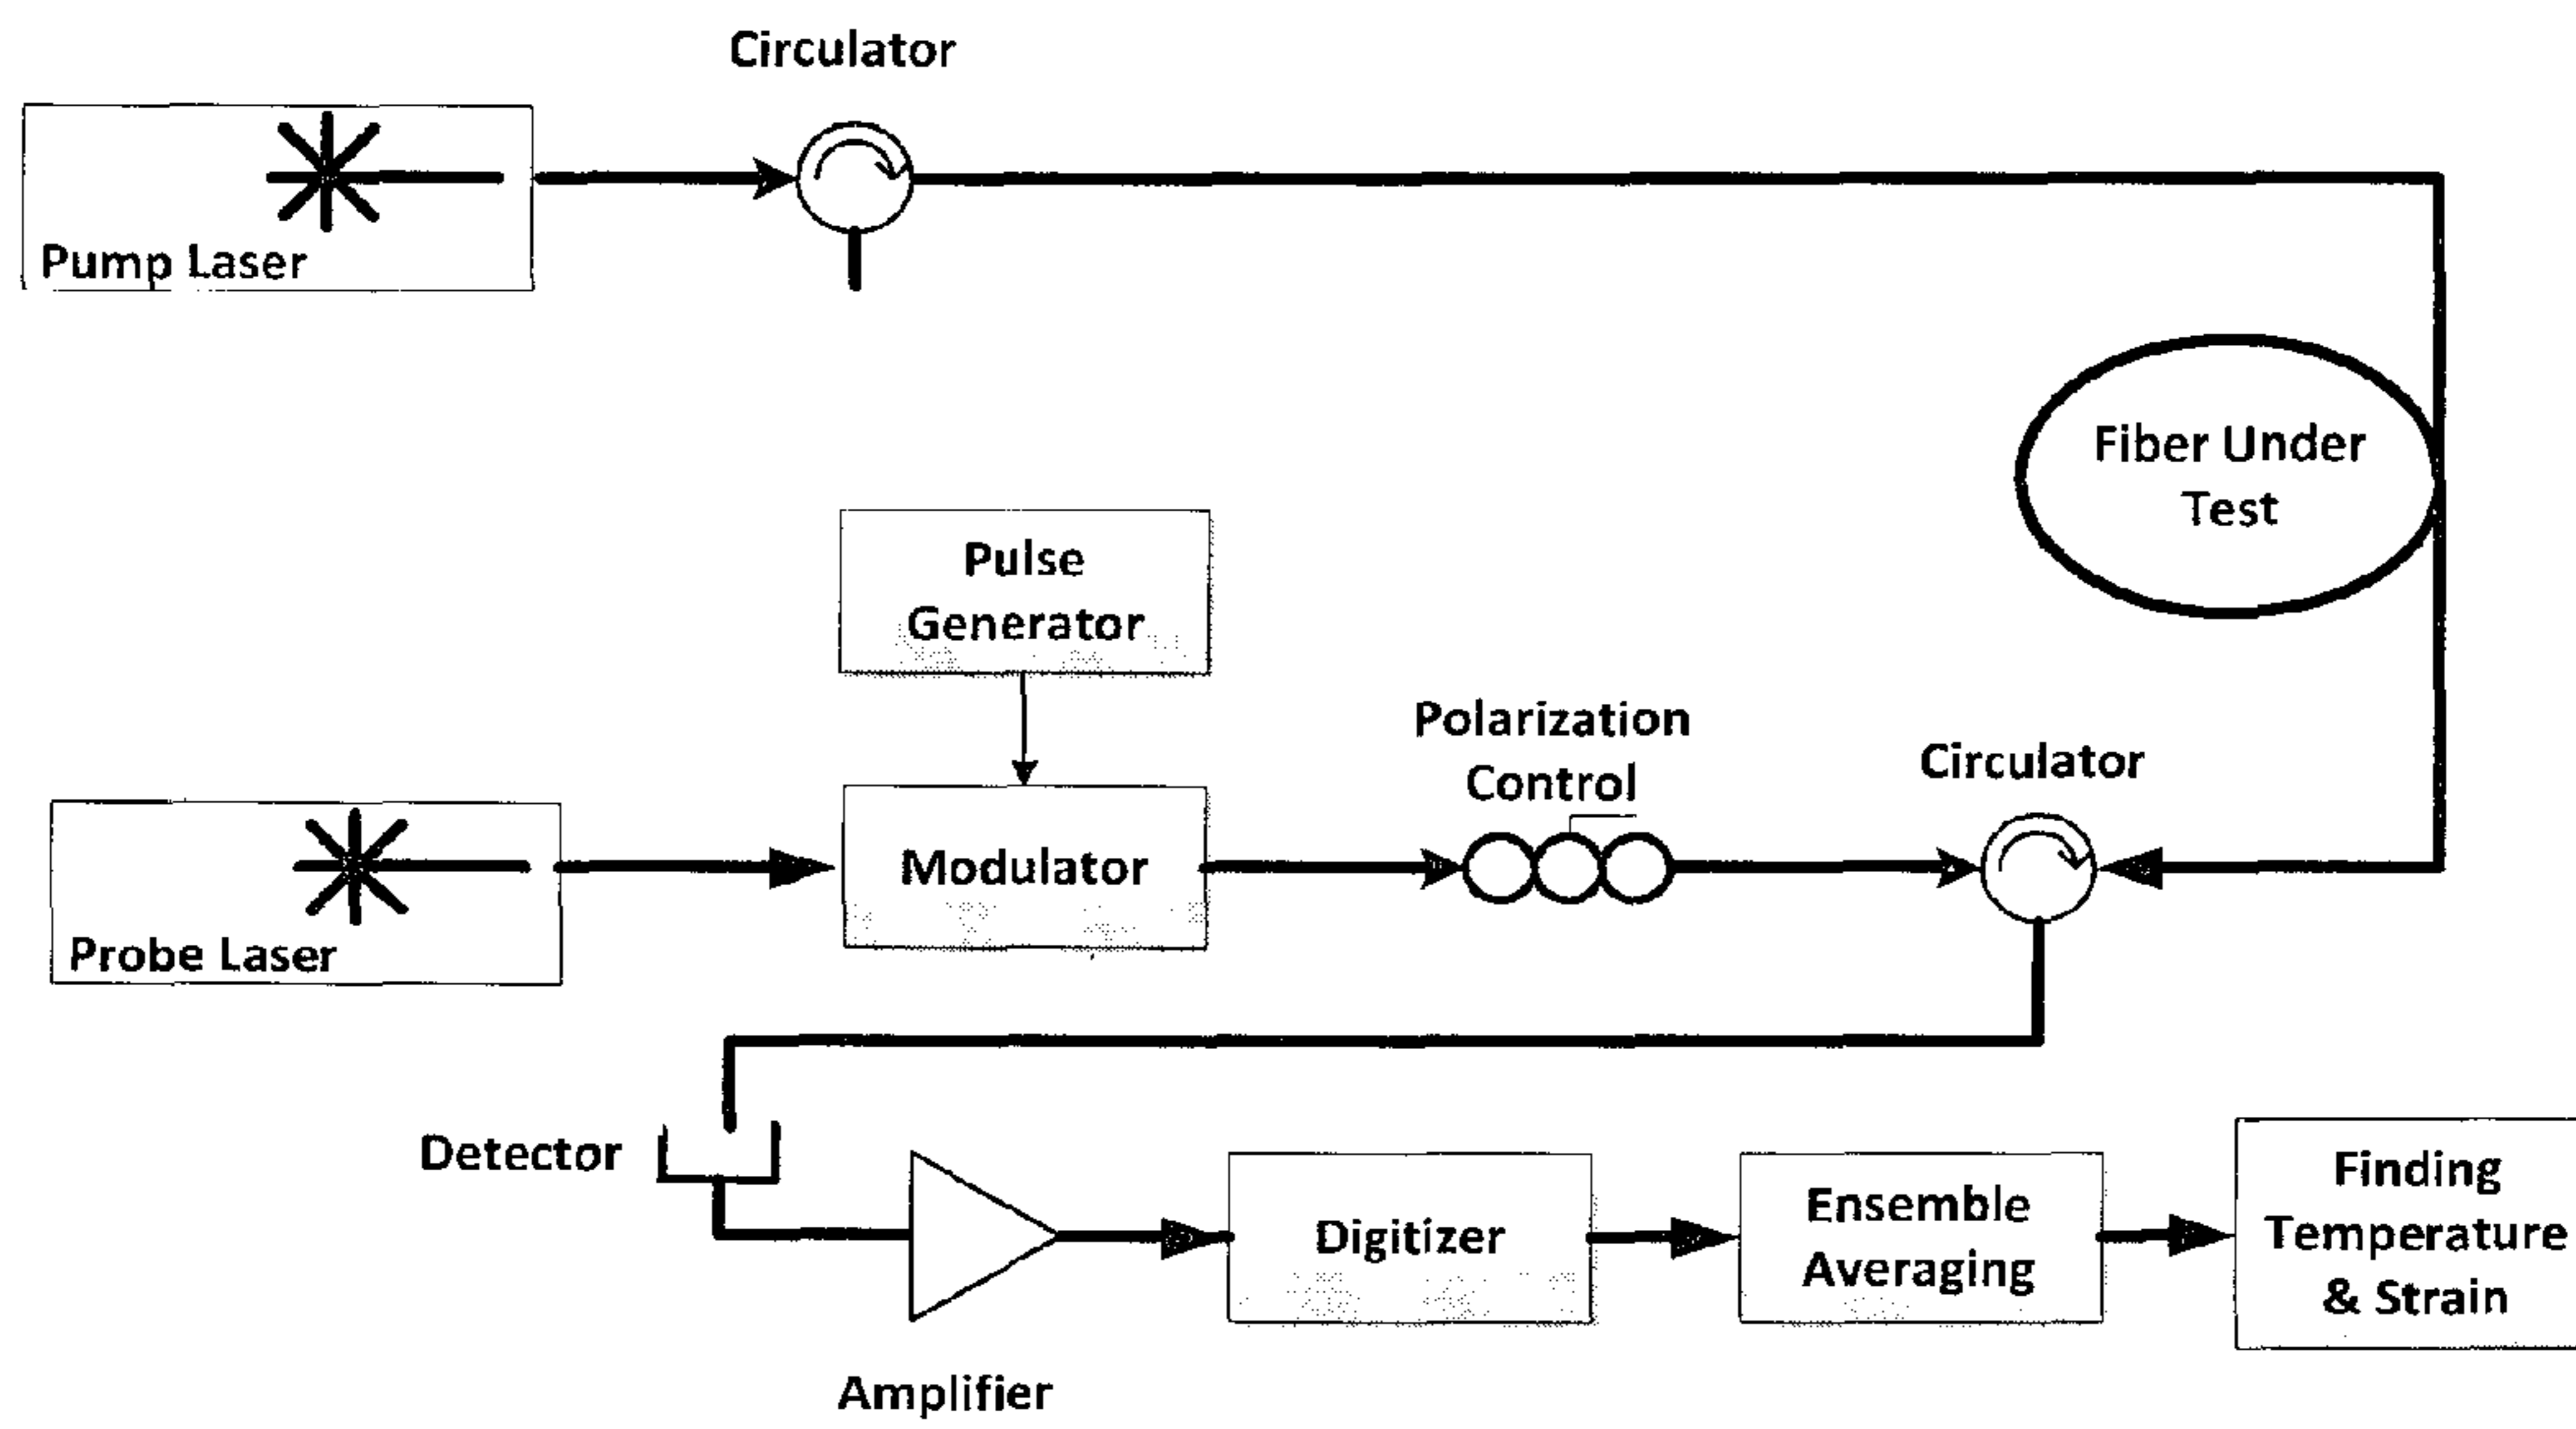 Circulator
Pump Laser
Fiber Under
Test
Pulse
Generator
Polarization
Control
Circulator
Modulator
Probe Laser
Detector
Amplifier
Digitizer
Ensemble
Averaging
Finding
Temperature
& Strain